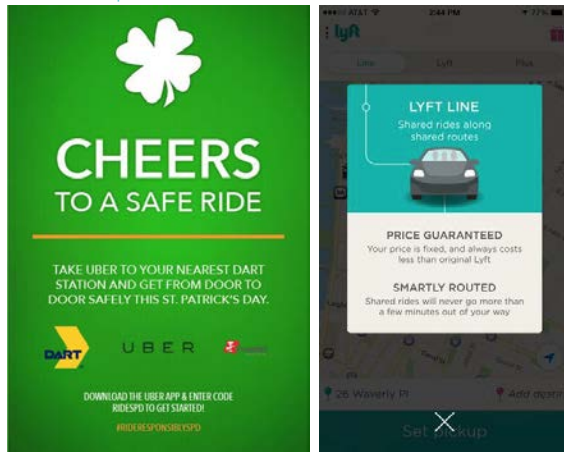 CHEERS
TO A SAFE RIDE
TAKE UBER TO YOUR NEAREST DART
STATION AND GET FROM DOOR TO
DOOR SAFELY THIS ST. PATRICK'S DAY.
DART
UBER
DOWNLOAD THE UBER APP & ENTER CODE
RIDESPD TO GET STARTED!
#RIDERESPONSIBLYSPD
AT&T 2:44 PM 77%
lyft
Line Lyft Plus
LYFT LINE
Shared rides along
shared routes
PRICE GUARANTEED
Your price is fixed, and always costs
less than original Lyft
SMARTLY ROUTED
Shared rides will never go more than
a few minutes out of your way
26 Waverly Pl
Add destin
Set pickup